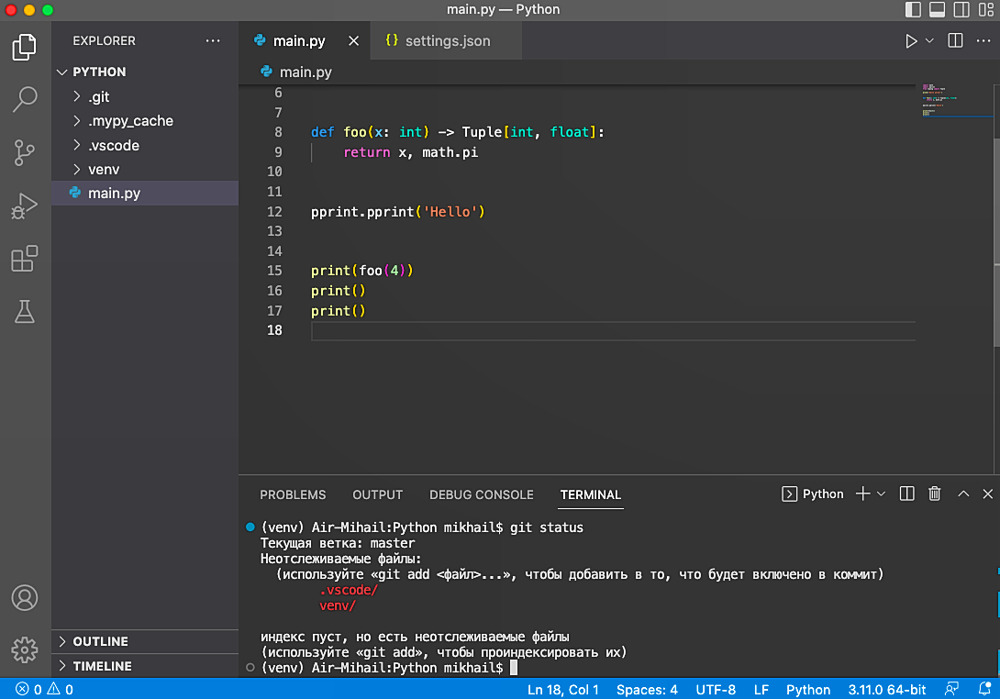 main.py — Python
EXPLORER
PYTHON
.git
.mypy_cache
.vscode
venv
main.py
OUTLINE
TIMELINE
main.py
{} settings.json
main.py
6
7
8 def foo(x: int) -> Tuple[int, float]:
9 return x, math.pi
10
11
12 pprint.pprint('Hello')
13
14
15 print(foo(4))
16 print()
17 print()
18
PROBLEMS OUTPUT DEBUG CONSOLE TERMINAL
Python
(venv) Air-Mihail:Python mikhail$ git status
Текущая ветка: master
Неотслеживаемые файлы:
(используйте «git add <файл>...», чтобы добавить в то, что будет включено в коммит)
.vscode/
venv/
индекс пуст, но есть неотслеживаемые файлы
(используйте «git add», чтобы проиндексировать их)
(venv) Air-Mihail:Python mikhail$
0 0 Ln 18, Col 1 Spaces: 4 UTF-8 LF Python 3.11.0 64-bit